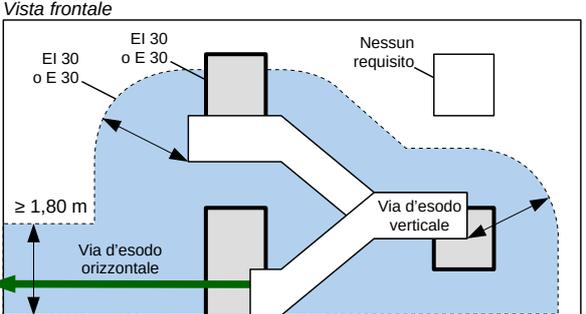 Vista frontale
EI 30
o E 30
EI 30
o E 30
Nessun
requisito
≥ 1,80 m
Via d’esodo
verticale
Via d’esodo
orizzontale